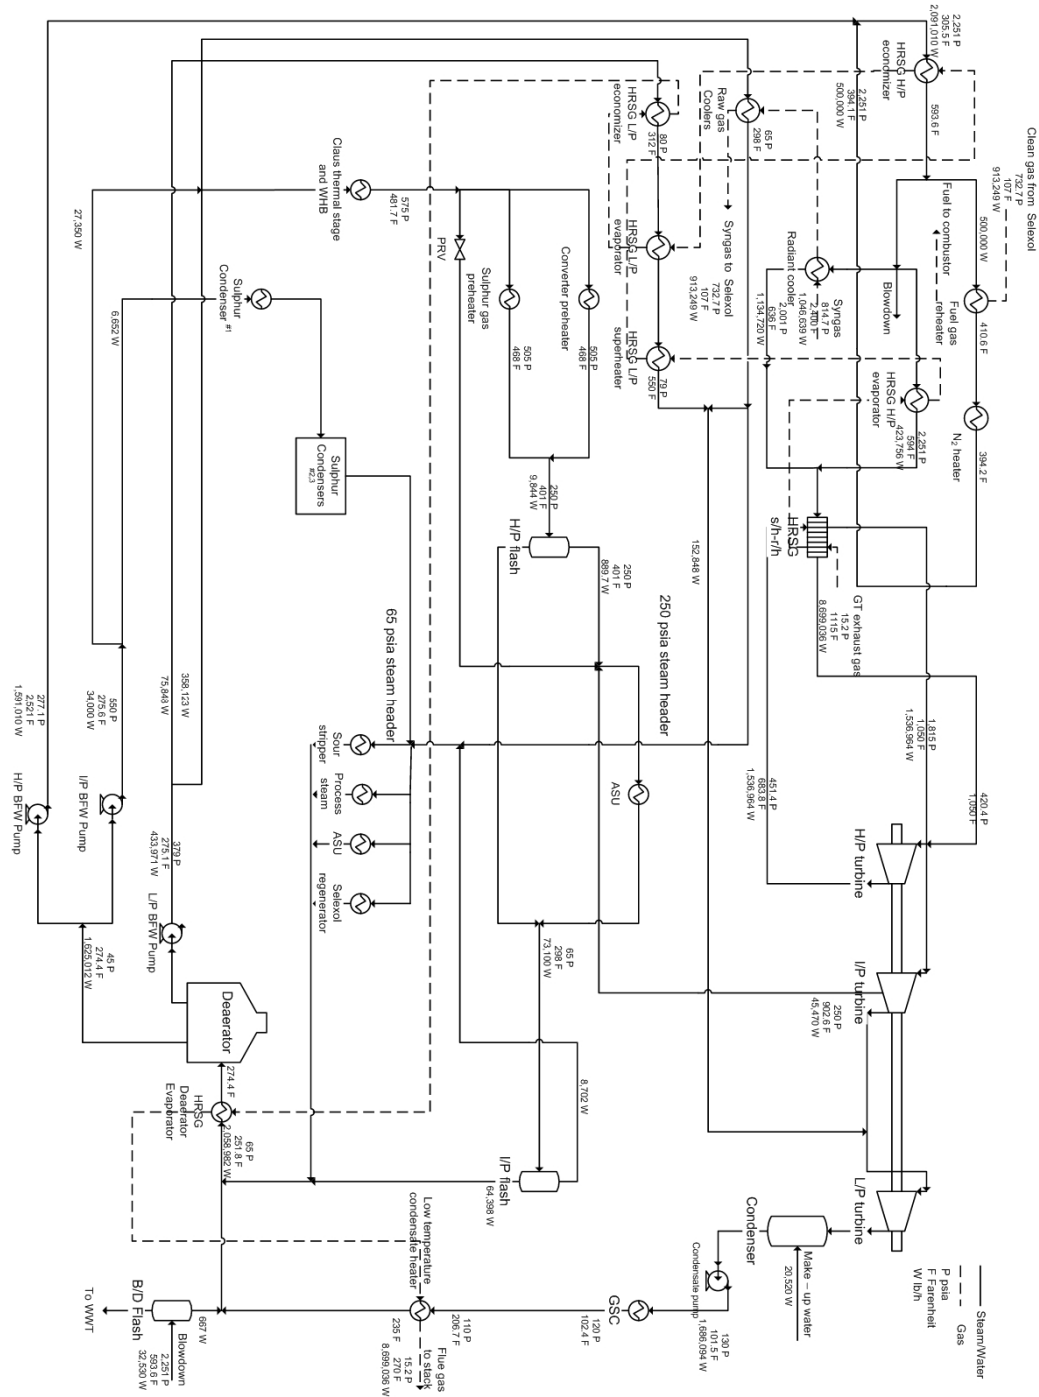 Steam/Water
Gas
P psia
F Farenheit
W lb/h
Clean gas from Selexol
732.7 P
107 F
913,249 W
2,251 P
305.5 F
2,091,010 W
HRSG H/P
economizer
593.6 F
500,000 W
Fuel gas
reheater
410.6 F
N₂ heater
394.2 F
Fuel to combustor
2,251 P
394.1 F
500,000 W
Blowdown
HRSG H/P
evaporator
2,251 P
594 F
423,756 W
Raw gas
Coolers
65 P
298 F
Syngas to Selexol
732.7 P
107 F
913,249 W
Radiant
cooler
Syngas
814.7 P
2,400 F
1,046,639 W
2,001 P
636 F
1,134,720 W
HRSG
s/h-r/h
GT exhaust gas
15.2 P
1115 F
8,699,036 W
1,815 P
1,050 F
1,536,964 W
420.4 P
1,050 F
451.4 P
683.8 F
1,536,964 W
H/P turbine
I/P turbine
L/P turbine
250 P
902.6 F
45,470 W
HRSG L/P
economizer
80 P
312 F
HRSG L/P
evaporator
HRSG L/P
superheater
79 P
550 F
152,848 W
Claus thermal stage
and WHB
575 P
481.7 F
PRV
Sulphur gas
preheater
Converter preheater
505 P
468 F
505 P
468 F
250 P
401 F
9,844 W
H/P flash
250 P
401 F
889.7 W
250 psia steam header
65 psia steam header
27,350 W
6,652 W
Sulphur
Condenser #1
Sulphur
Condensers
#2,3
ASU
Sour
stripper
Process
steam
ASU
Selexol
regenerator
65 P
298 F
73,100 W
8,702 W
I/P flash
64,398 W
358,123 W
75,848 W
277.1 P
2,521 F
1,591,010 W
H/P BFW Pump
550 P
275.6 F
34,000 W
I/P BFW Pump
379 P
275.1 F
433,971 W
L/P BFW Pump
45 P
274.4 F
1,625,012 W
Deaerator
274.4 F
HRSG
Deaerator
Evaporator
65 P
251.8 F
2,058,982 W
Condenser
Make – up water
20,520 W
Condensate pump
130 P
101.5 F
1,686,094 W
GSC
120 P
102.4 F
Low temperature
condensate heater
110 P
206.7 F
235 F
Flue gas
to stack
15.2 P
270 F
8,699,036 W
667 W
B/D Flash
To WWT
Blowdown
2,251 P
593.6 F
32,530 W